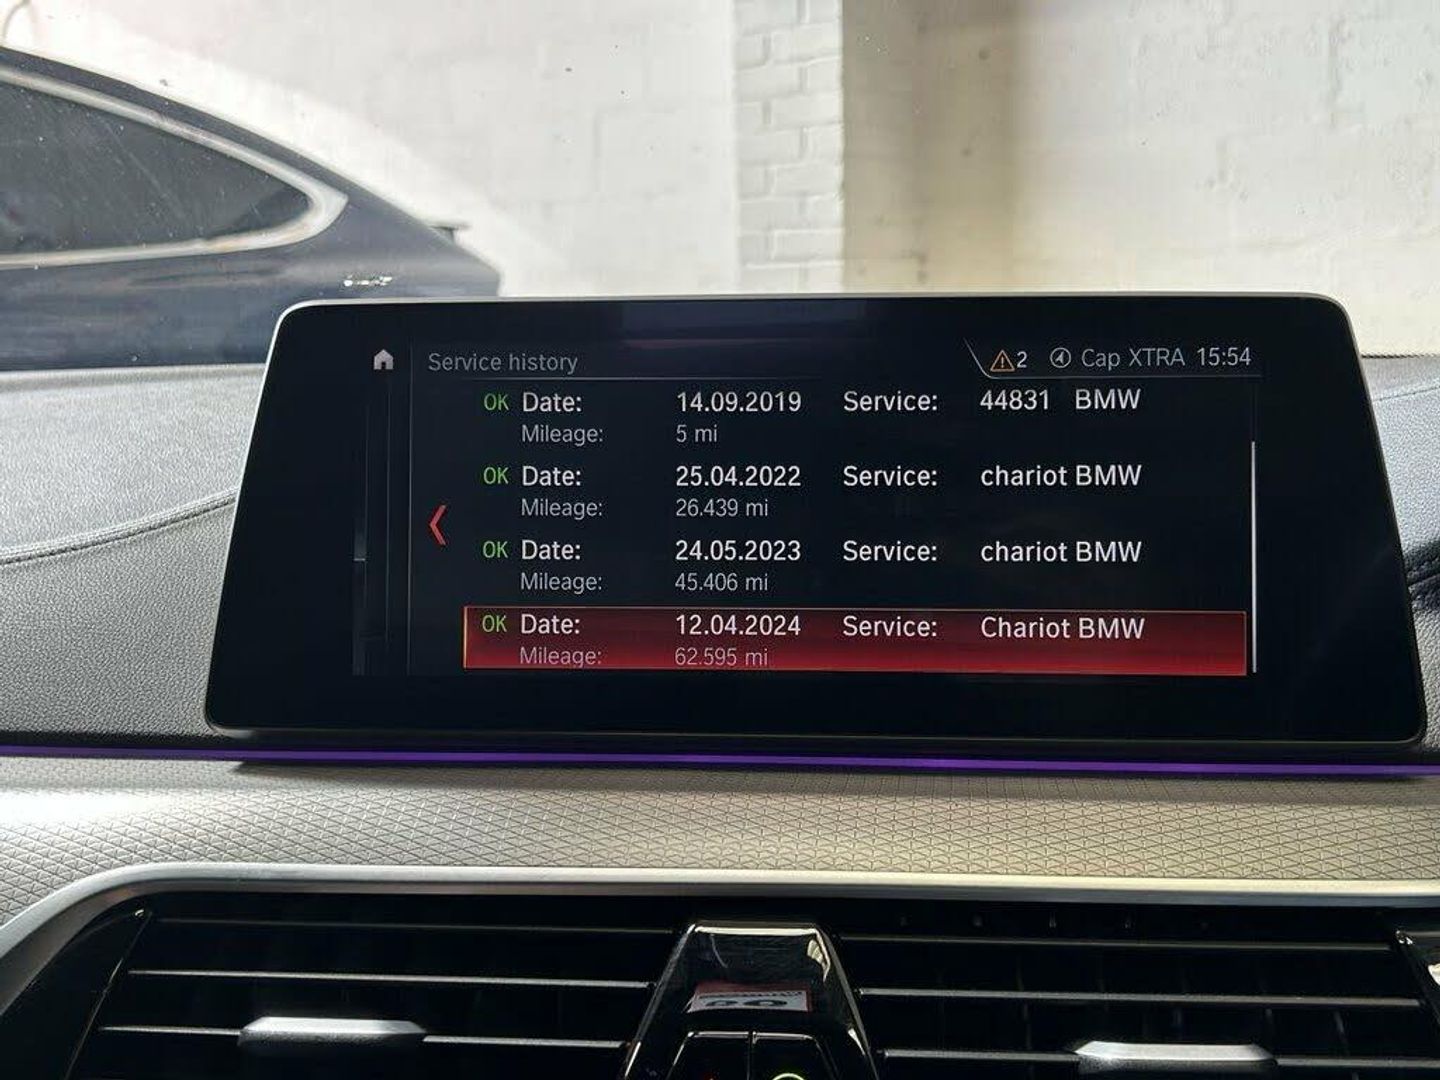 Service history
2 Cap XTRA 15:54
OK Date: 14.09.2019 Service: 44831 BMW
Mileage: 5 mi
OK Date: 25.04.2022 Service: chariot BMW
Mileage: 26.439 mi
OK Date: 24.05.2023 Service: chariot BMW
Mileage: 45.406 mi
OK Date: 12.04.2024 Service: Chariot BMW
Mileage: 62.595 mi